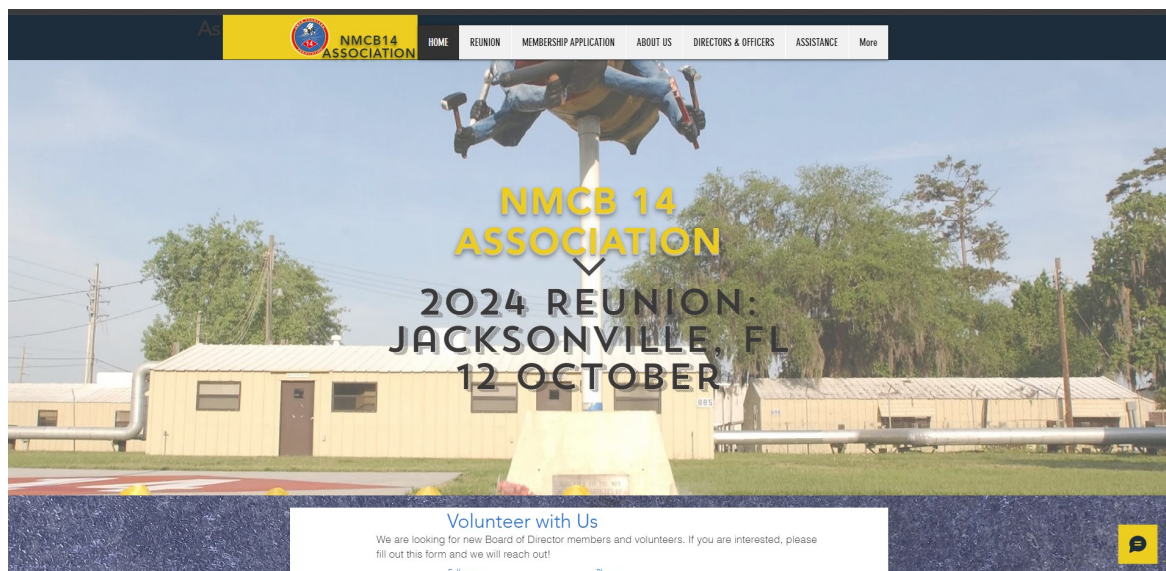 As
NMCB14
ASSOCIATION
HOME
REUNION
MEMBERSHIP APPLICATION
ABOUT US
DIRECTORS & OFFICERS
ASSISTANCE
More
NMCB 14
ASSOCIATION
2024 REUNION:
JACKSONVILLE, FL
12 OCTOBER
885
Volunteer with Us
We are looking for new Board of Director members and volunteers. If you are interested, please
fill out this form and we will reach out!